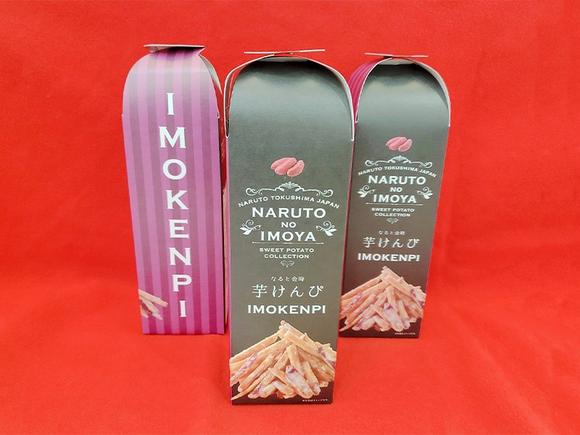 IMOKENPI
NARUTO TOKUSHIMA JAPAN
NARUTO
NO
IMOYA
SWEET POTATO
COLLECTION
なると金時
芋けんぴ
IMOKENPI
NARUTO TOKUSHIMA JAPAN
NARUTO
NO
IMOYA
SWEET POTATO
COLLECTION
なると金時
芋けんぴ
IMOKENPI